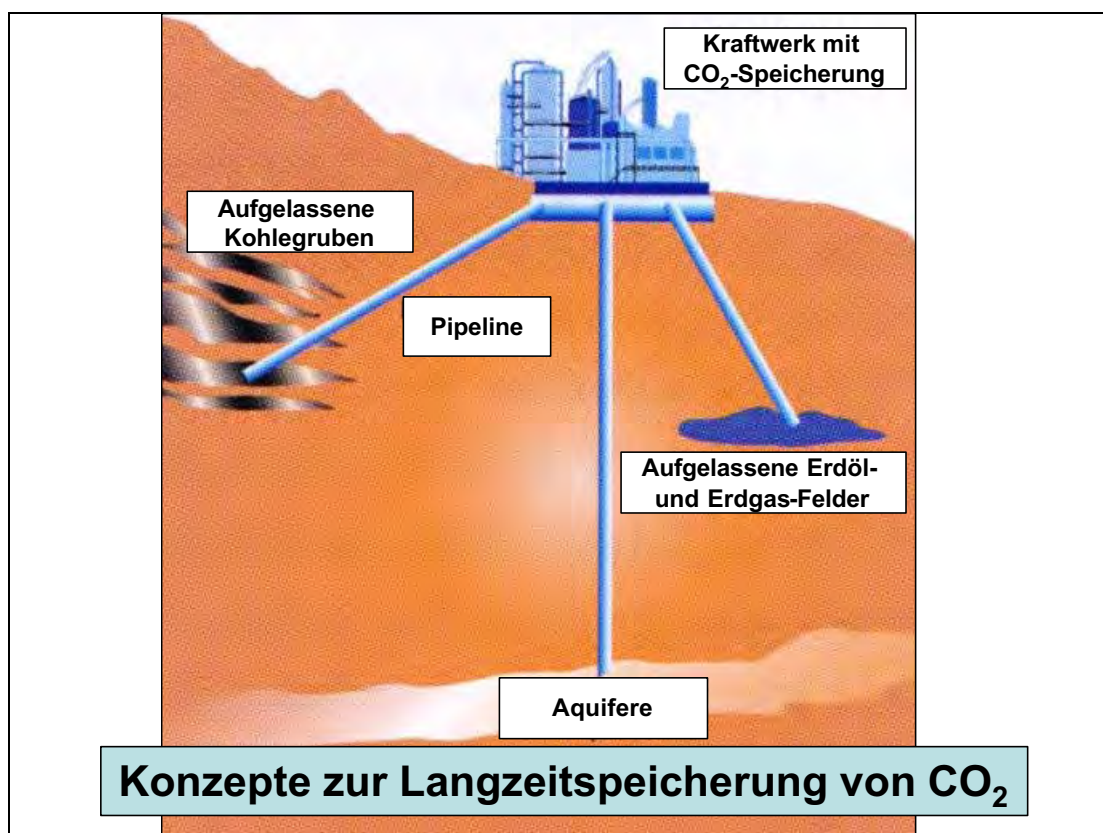 Kraftwerk mit
CO₂-Speicherung
Aufgelassene
Kohlegruben
Pipeline
Aufgelassene Erdöl-
und Erdgas-Felder
Aquifere
Konzepte zur Langzeitspeicherung von CO₂